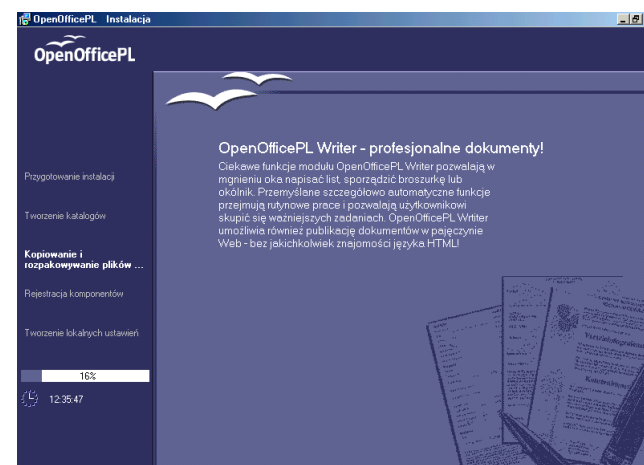 OpenOfficePL Instalacja
OpenOfficePL
OpenOfficePL Writer - profesjonalne dokumenty!
Ciekawe funkcje modułu OpenOfficePL Writer pozwalają w
mgnieniu oka napisać list, sporządzić broszurkę lub
okólnik. Przemyślane szczegółowo automatyczne funkcje
przejmują rutynowe prace i pozwalają użytkownikowi
skupić się ważniejszych zadaniach. OpenOfficePL Wrtiter
umożliwia również publikację dokumentów w pajęczynie
Web - bez jakichkolwiek znajomości języka HTML!
Przygotowanie instalacji
Tworzenie katalogów
Kopiowanie i
rozpakowywanie plików ...
Rejestracja komponentów
Tworzenie lokalnych ustawień
16%
12:35:47